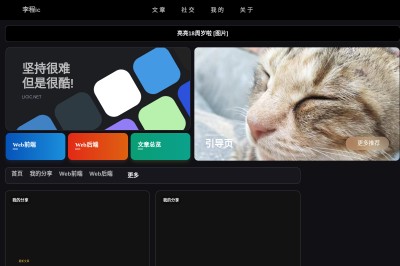 李程lc
文章 社交 我的 关于
亮亮18周岁啦 [图片]
坚持很难
但是很酷!
LICIC.NET
引导页
更多推荐
Web前端
Web后端
文章总览
首页 我的分享 Web前端 Web后端 更多
我的分享
我的分享